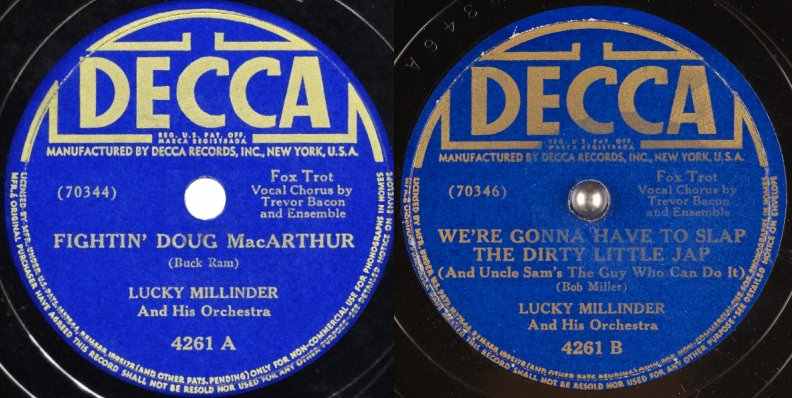 DECCA
REG. U.S. PAT. OFF.
MARCA REGISTRADA
MANUFACTURED BY DECCA RECORDS, INC., NEW YORK, U.S.A.
(70344)
Fox Trot
Vocal Chorus by
Trevor Bacon
and Ensemble
FIGHTIN' DOUG MacARTHUR
(Buck Ram)
LUCKY MILLINDER
And His Orchestra
4261 A
DECCA
REG. U.S. PAT. OFF.
MARCA REGISTRADA
MANUFACTURED BY DECCA RECORDS, INC., NEW YORK, U.S.A.
(70346)
Fox Trot
Vocal Chorus by
Trevor Bacon
and Ensemble
WE'RE GONNA HAVE TO SLAP
THE DIRTY LITTLE JAP
(And Uncle Sam's The Guy Who Can Do It)
(Bob Miller)
LUCKY MILLINDER
And His Orchestra
4261 B